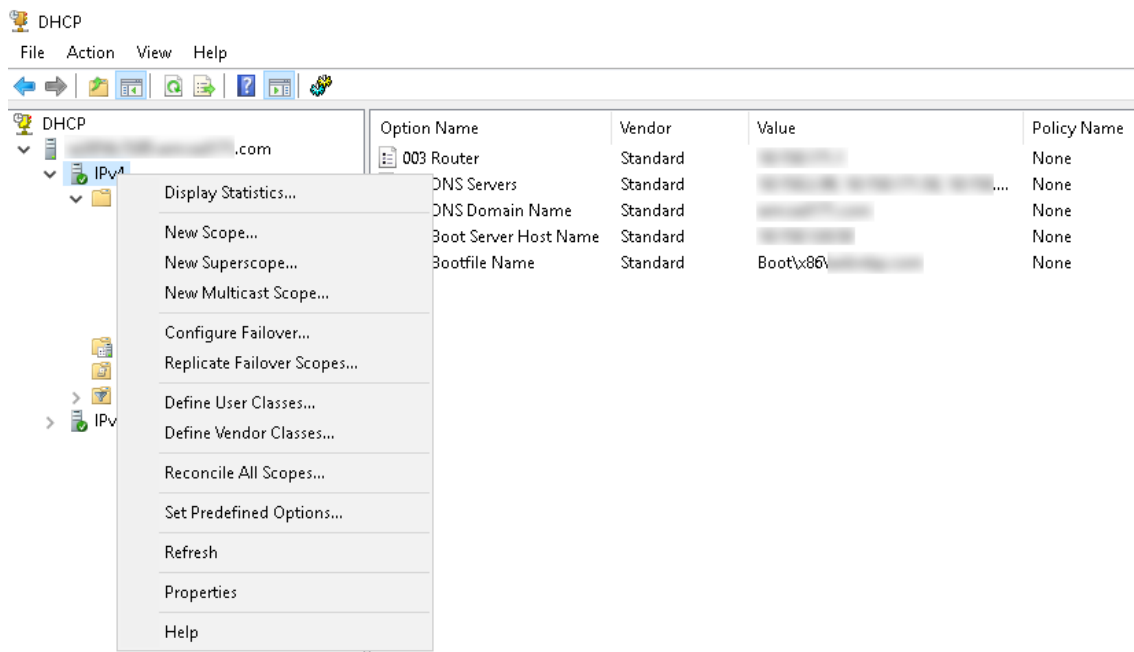 DHCP
File Action View Help
DHCP
.com
IPv4
IPv
Option Name Vendor Value Policy Name
003 Router Standard None
DNS Servers Standard .... None
DNS Domain Name Standard None
Boot Server Host Name Standard None
Bootfile Name Standard Boot\x86\ None
Display Statistics...
New Scope...
New Superscope...
New Multicast Scope...
Configure Failover...
Replicate Failover Scopes...
Define User Classes...
Define Vendor Classes...
Reconcile All Scopes...
Set Predefined Options...
Refresh
Properties
Help